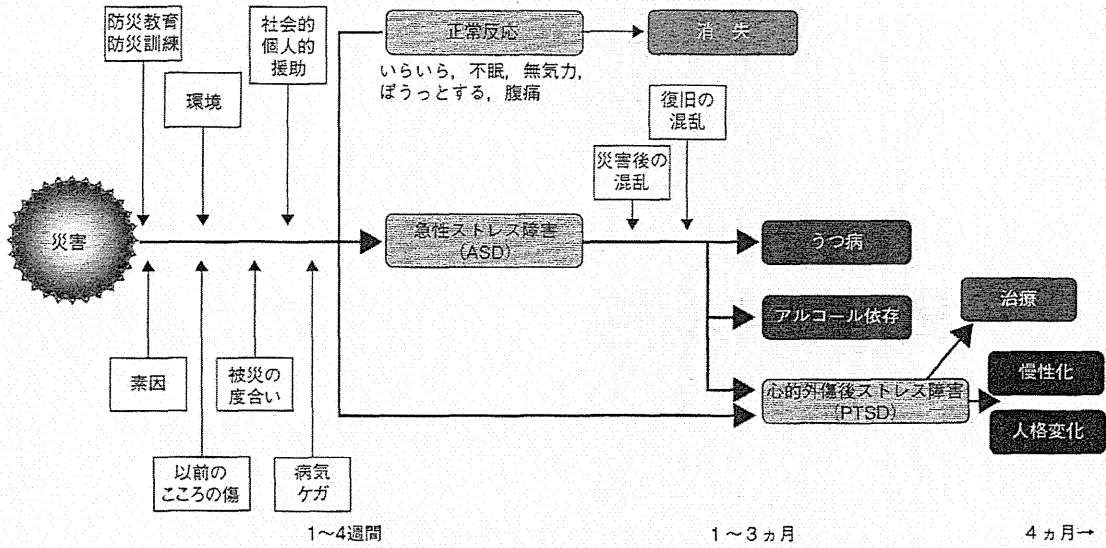 防災教育
防災訓練
社会的
個人的
援助
環境
正常反応
消失
いらいら，不眠，無気力，
ぼうっとする，腹痛
復旧の
混乱
災害後の
混乱
災害
急性ストレス障害
(ASD)
うつ病
アルコール依存
治療
素因
被災の
度合い
心的外傷後ストレス障害
(PTSD)
慢性化
人格変化
以前の
こころの傷
病気
ケガ
1〜4週間
1〜3ヵ月
4ヵ月→